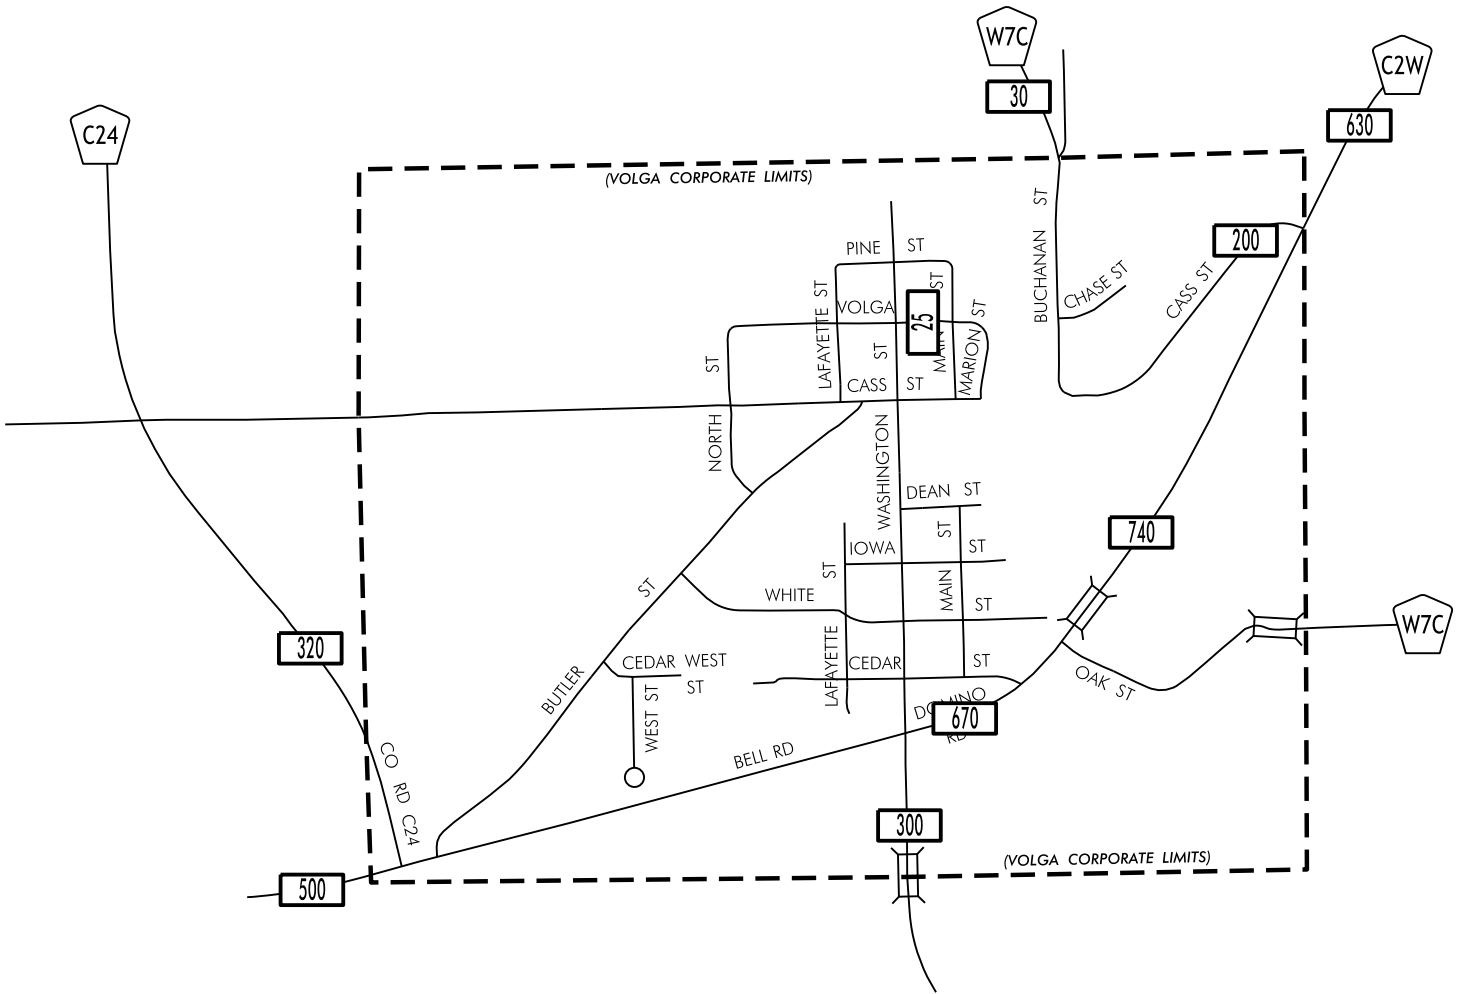 W7C
30
C2W
630
C24
(VOLGA CORPORATE LIMITS)
BUCHANAN ST
200
PINE ST
CHASE ST
CASS ST
LAFAYETTE ST
VOLGA
25
MAIN ST
MARION ST
ST
CASS ST
NORTH ST
WASHINGTON
DEAN ST
740
IOWA ST
ST
MAIN ST
WHITE ST
W7C
320
LAFAYETTE
CEDAR ST
CEDAR WEST ST
BUTLER ST
WEST ST
OAK ST
DOMINO RD
670
BELL RD
CO RD C24
300
(VOLGA CORPORATE LIMITS)
500